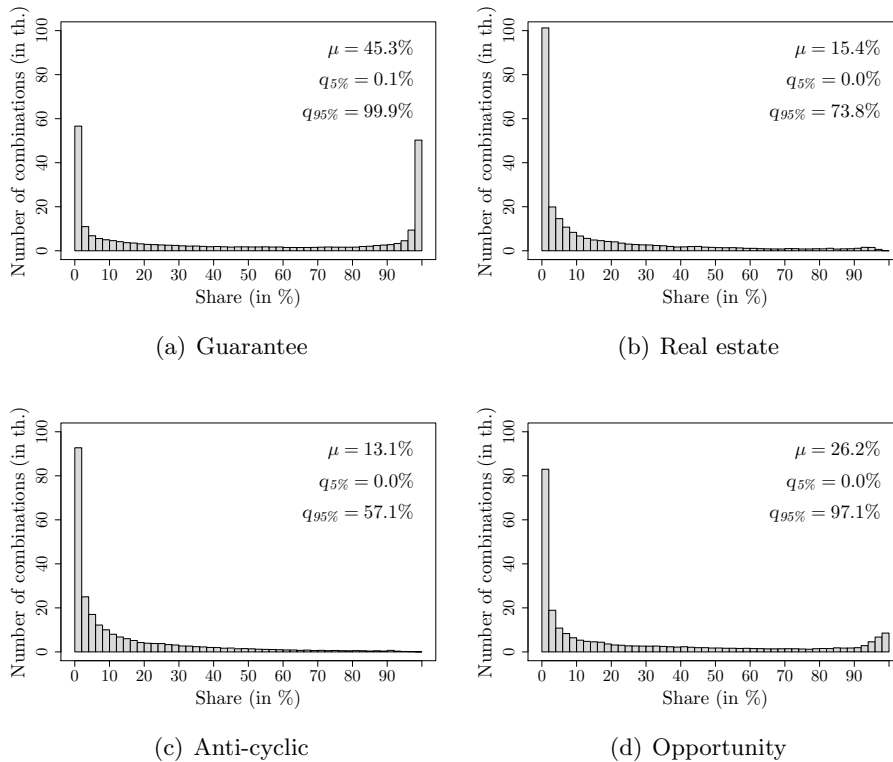 Number of combinations (in th.)
100
80
60
40
20
0
μ = 45.3%
q5% = 0.1%
q95% = 99.9%
0 10 20 30 40 50 60 70 80 90
Share (in %)
(a) Guarantee
Number of combinations (in th.)
100
80
60
40
20
0
μ = 15.4%
q5% = 0.0%
q95% = 73.8%
0 10 20 30 40 50 60 70 80 90
Share (in %)
(b) Real estate
Number of combinations (in th.)
100
80
60
40
20
0
μ = 13.1%
q5% = 0.0%
q95% = 57.1%
0 10 20 30 40 50 60 70 80 90
Share (in %)
(c) Anti-cyclic
Number of combinations (in th.)
100
80
60
40
20
0
μ = 26.2%
q5% = 0.0%
q95% = 97.1%
0 10 20 30 40 50 60 70 80 90
Share (in %)
(d) Opportunity